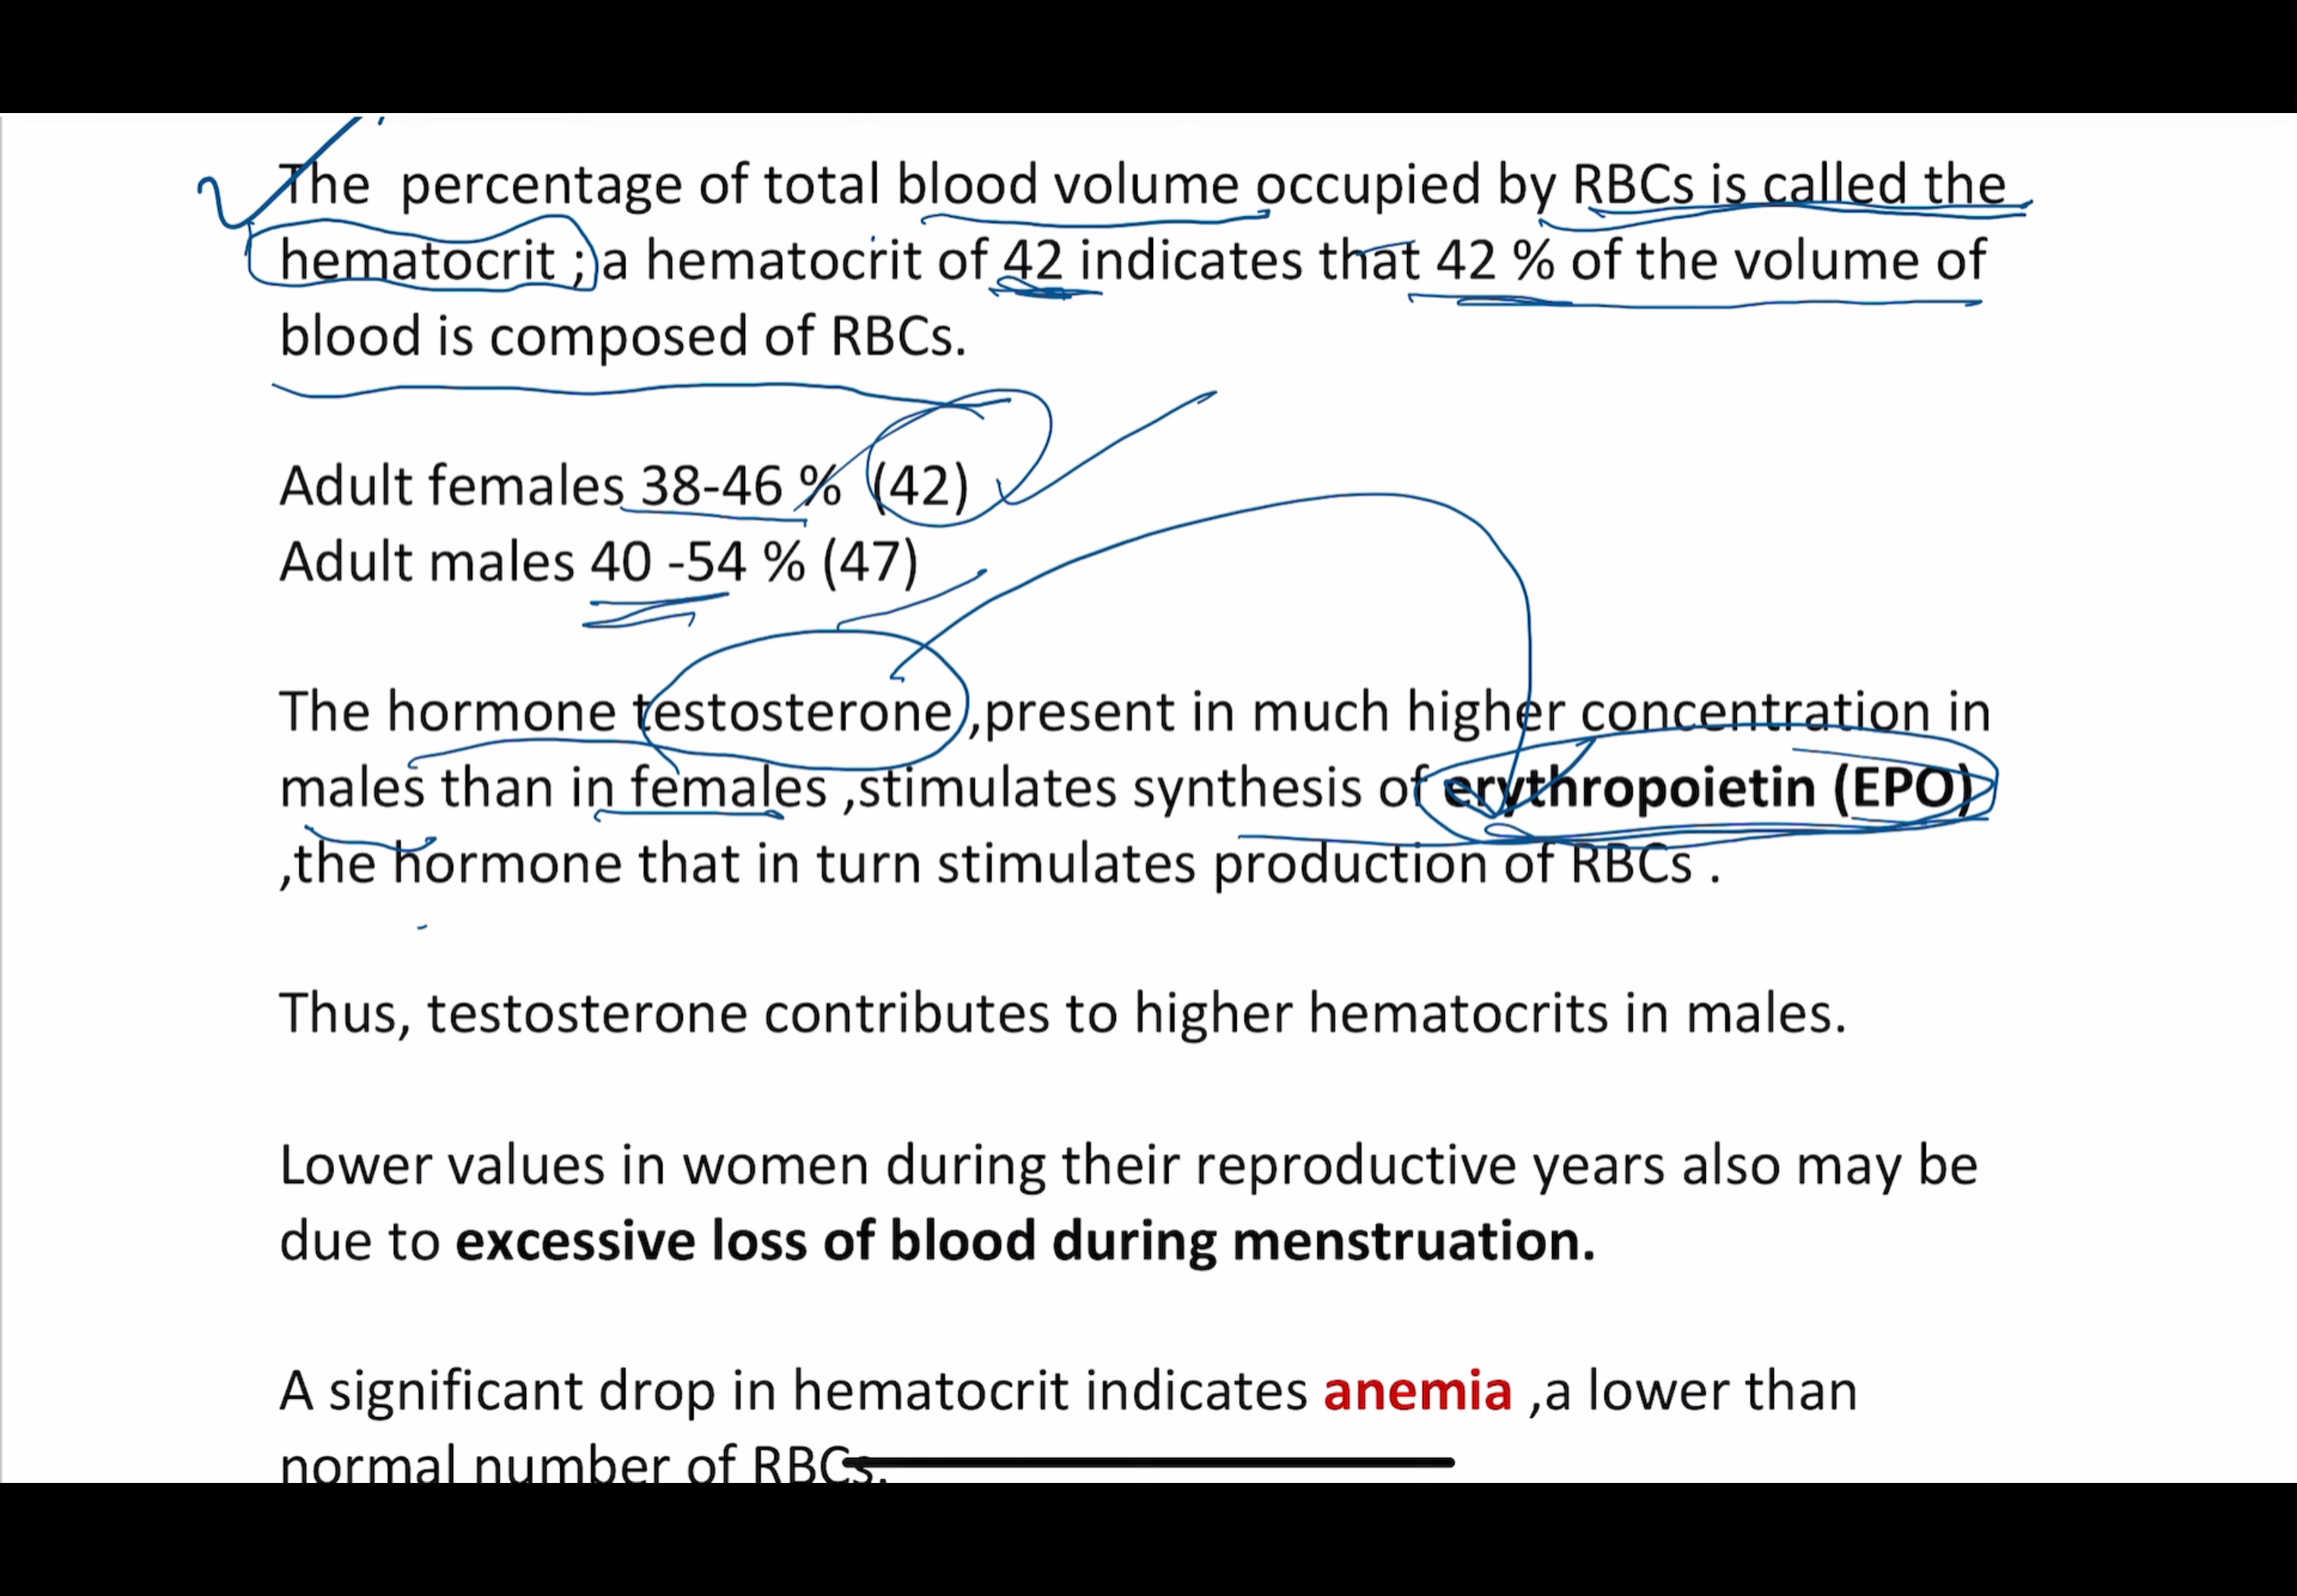 The percentage of total blood volume occupied by RBCs is called the
hematocrit ; a hematocrit of 42 indicates that 42 % of the volume of
blood is composed of RBCs.
Adult females 38-46 % (42)
Adult males 40 -54 % (47)
The hormone testosterone ,present in much higher concentration in
males than in females ,stimulates synthesis of erythropoietin (EPO)
,the hormone that in turn stimulates production of RBCs .
Thus, testosterone contributes to higher hematocrits in males.
Lower values in women during their reproductive years also may be
due to excessive loss of blood during menstruation.
A significant drop in hematocrit indicates anemia ,a lower than
normal number of RBCs.